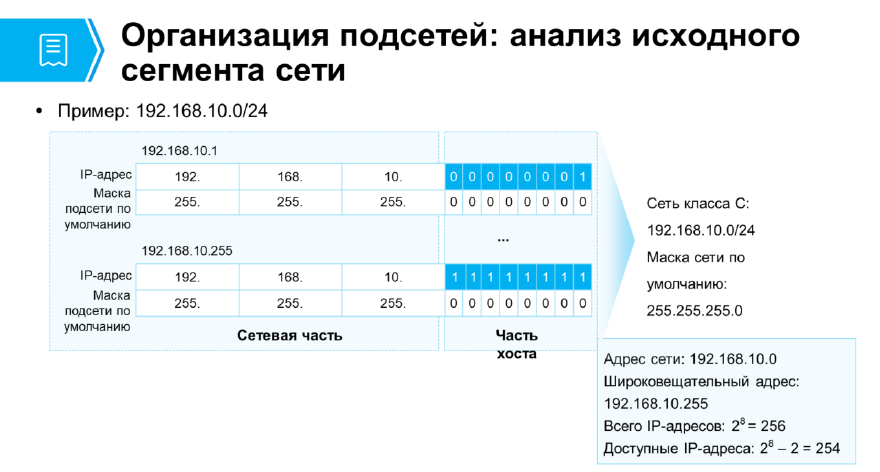 Организация подсетей: анализ исходного
сегмента сети
• Пример: 192.168.10.0/24
192.168.10.1
IP-адрес 192. 168. 10. 0 0 0 0 0 0 0 1
Маска
подсети по
умолчанию
255. 255. 255. 0 0 0 0 0 0 0 0
...
192.168.10.255
IP-адрес 192. 168. 10. 1 1 1 1 1 1 1 1
Маска
подсети по
умолчанию
255. 255. 255. 0 0 0 0 0 0 0 0
Сетевая часть
Часть
хоста
Сеть класса C:
192.168.10.0/24
Маска сети по
умолчанию:
255.255.255.0
Адрес сети: 192.168.10.0
Широковещательный адрес:
192.168.10.255
Всего IP-адресов: 2⁸ = 256
Доступные IP-адреса: 2⁸ – 2 = 254